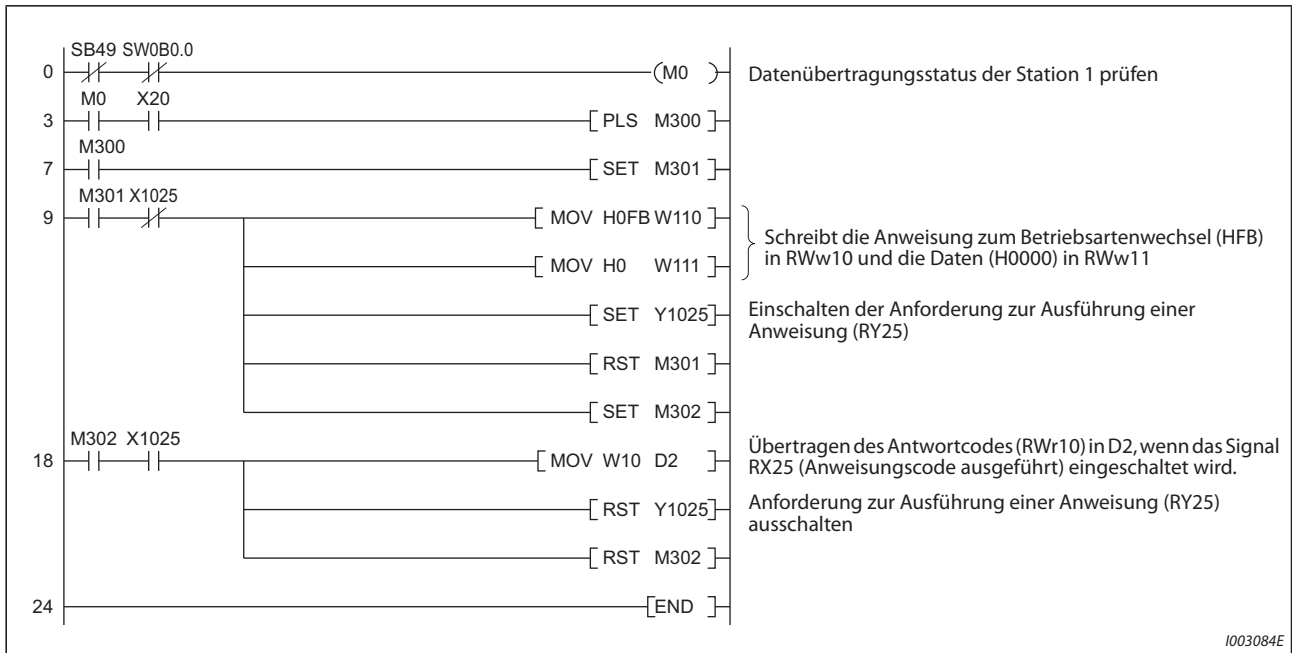 SB49 SW0B0.0
0 (M0 ) Datenübertragungsstatus der Station 1 prüfen
M0 X20
3 [ PLS M300 ]
M300
7 [ SET M301 ]
M301 X1025
9 [ MOV H0FB W110 ]
Schreibt die Anweisung zum Betriebsartenwechsel (HFB)
in RWw10 und die Daten (H0000) in RWw11
[ MOV H0 W111 ]
[ SET Y1025 ] Einschalten der Anforderung zur Ausführung einer
Anweisung (RY25)
[ RST M301 ]
[ SET M302 ]
M302 X1025
18 [ MOV W10 D2 ] Übertragen des Antwortcodes (RWr10) in D2, wenn das Signal
RX25 (Anweisungscode ausgeführt) eingeschaltet wird.
[ RST Y1025 ] Anforderung zur Ausführung einer Anweisung (RY25)
ausschalten
[ RST M302 ]
24 [ END ]
I003084E